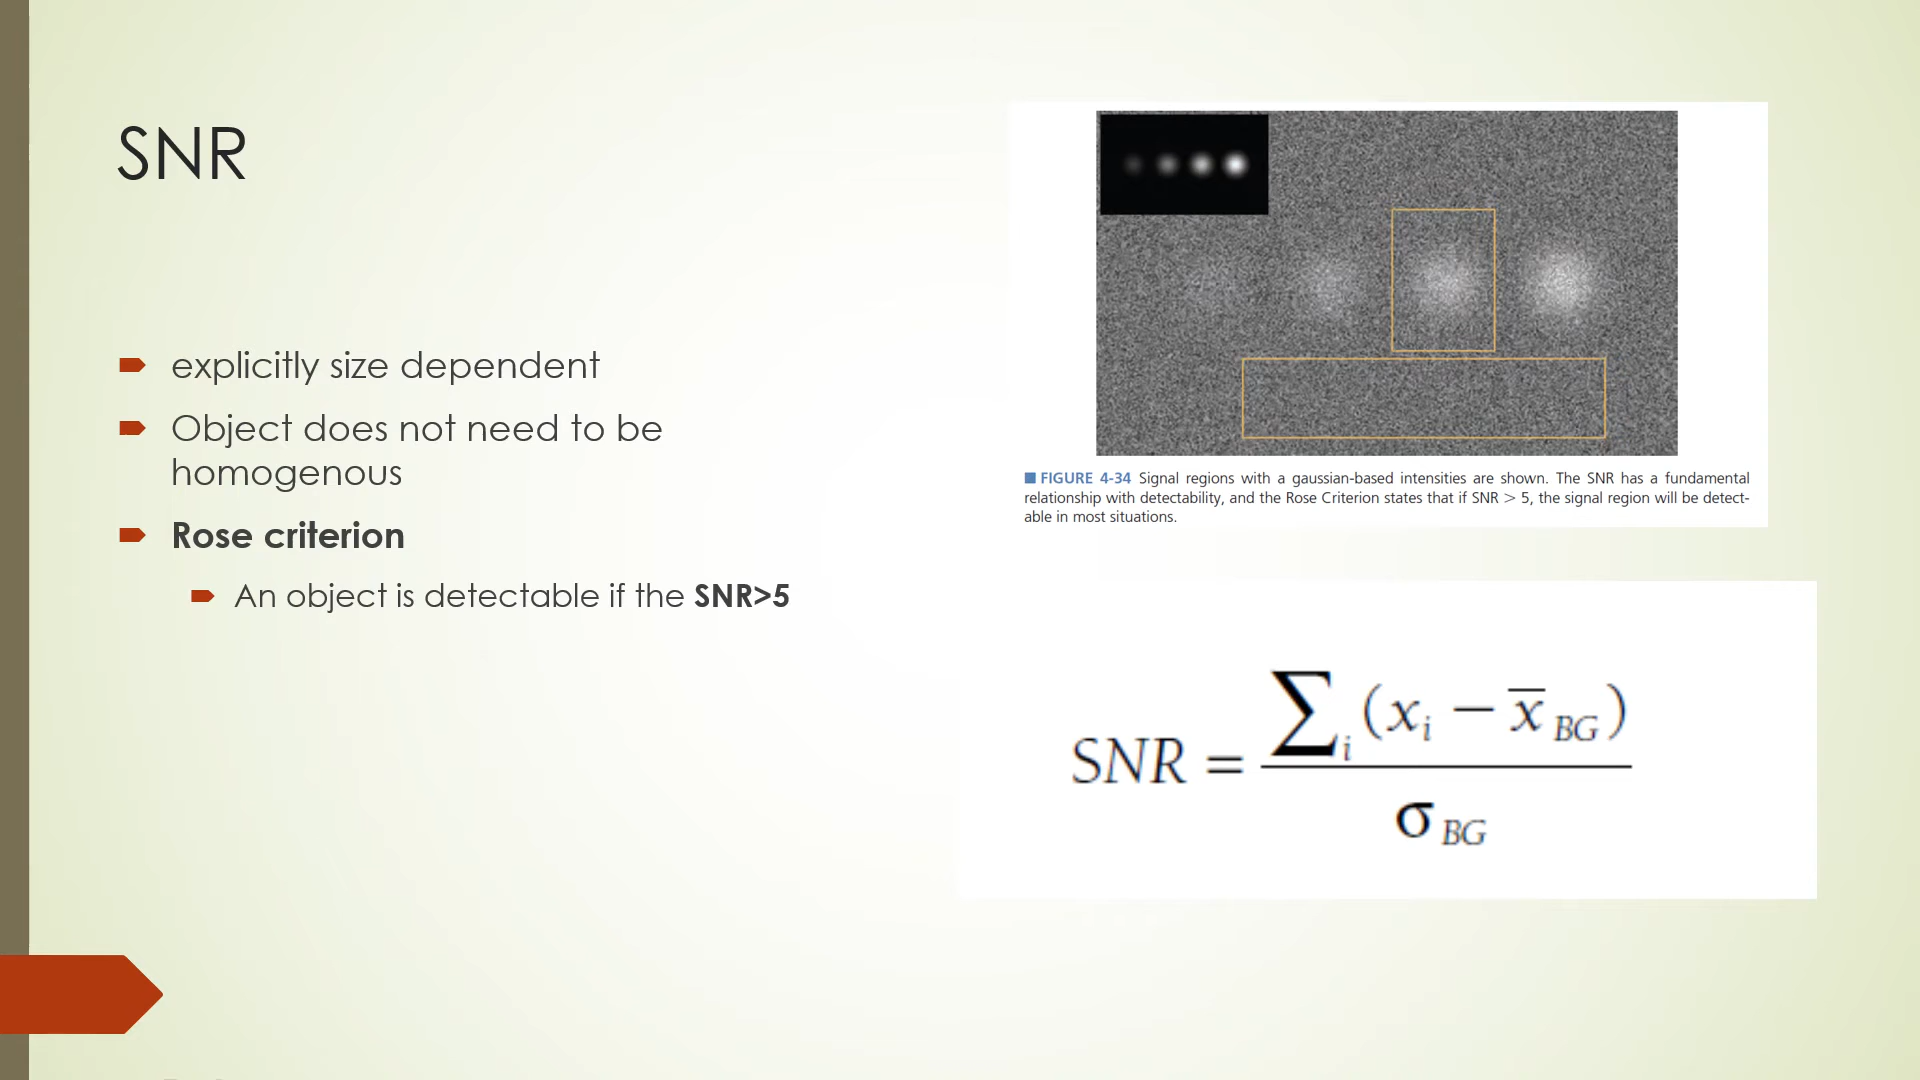 SNR
explicitly size dependent
Object does not need to be
homogenous
Rose criterion
An object is detectable if the SNR>5
FIGURE 4-34 Signal regions with a gaussian-based intensities are shown. The SNR has a fundamental
relationship with detectability, and the Rose Criterion states that if SNR > 5, the signal region will be detect-
able in most situations.
SNR = ∑i (xi − x̅BG) / σBG